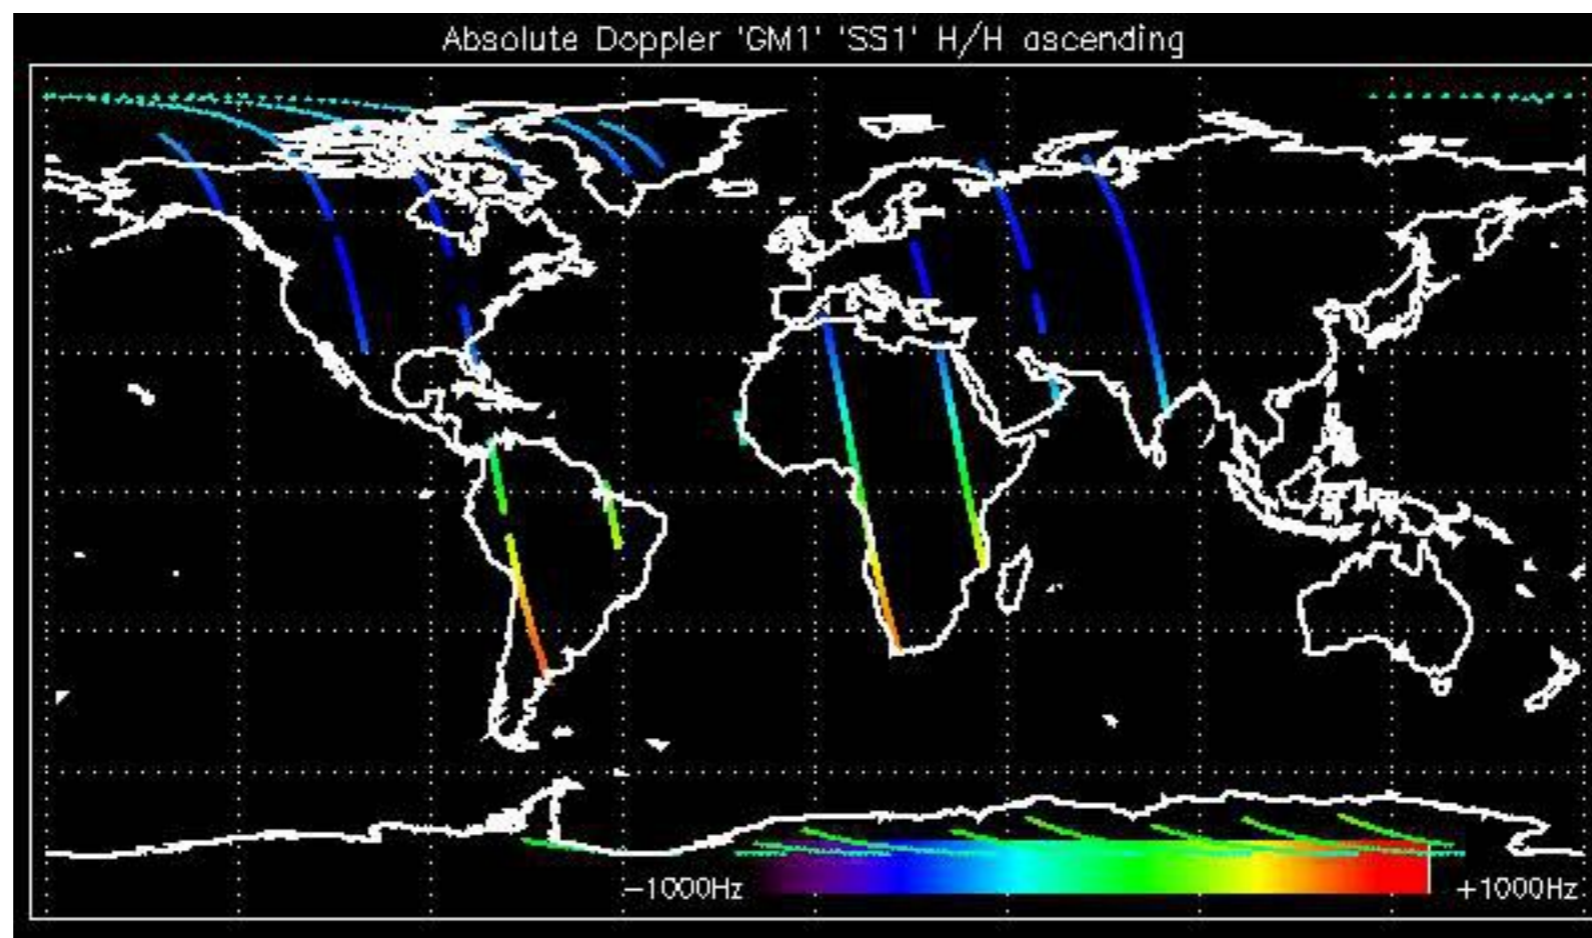 Absolute Doppler 'GM1' 'SS1' H/H ascending
-1000Hz
+1000Hz